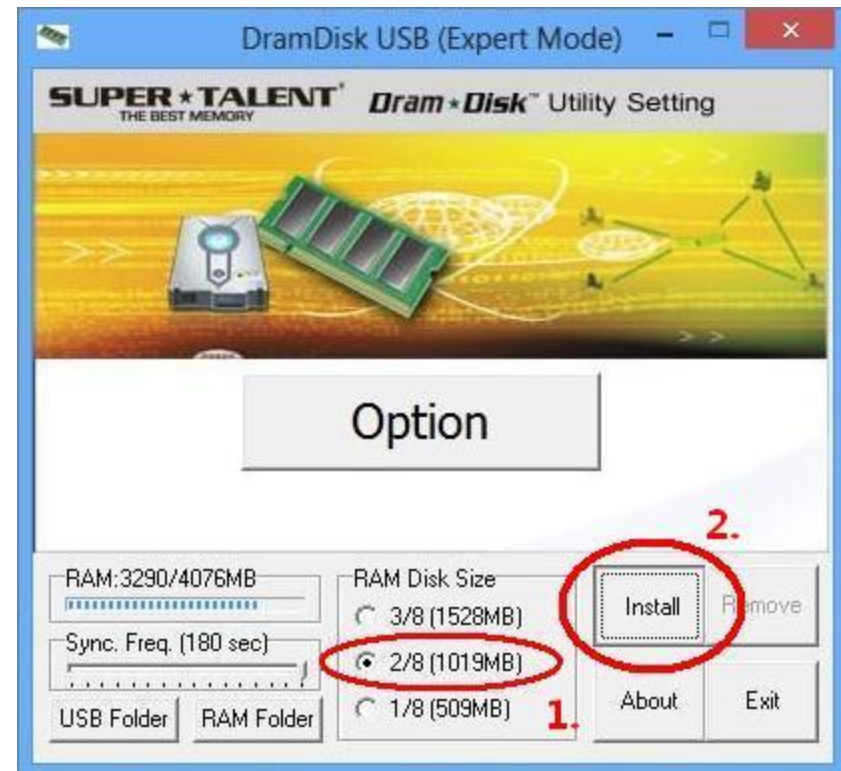 DramDisk USB (Expert Mode)
SUPER★TALENT
THE BEST MEMORY
Dram★Disk™ Utility Setting
Option
2.
RAM:3290/4076MB
Sync. Freq. (180 sec)
USB Folder
RAM Folder
RAM Disk Size
3/8 (1528MB)
2/8 (1019MB)
1/8 (509MB)
1.
Install
Remove
About
Exit